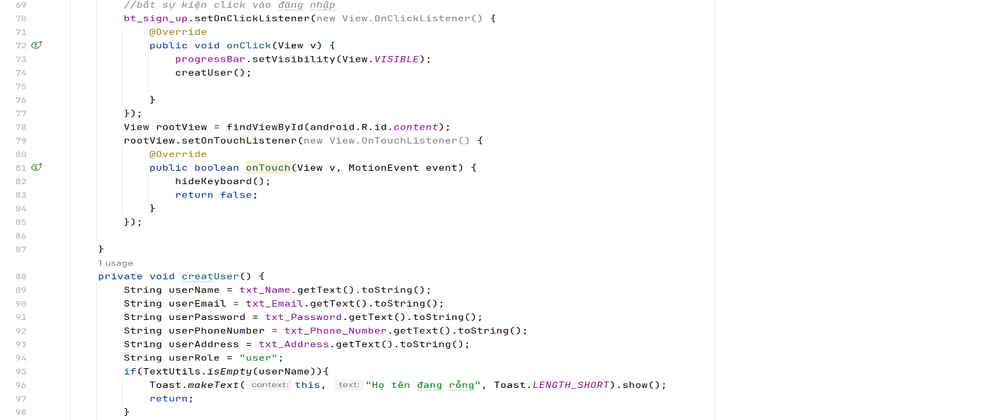 69 //bắt sự kiện click vào đăng nhập
70 bt_sign_up.setOnClickListener(new View.OnClickListener() {
71 @Override
72 public void onClick(View v) {
73 progressBar.setVisibility(View.VISIBLE);
74 creatUser();
75
76 }
77 });
78 View rootView = findViewById(android.R.id.content);
79 rootView.setOnTouchListener(new View.OnTouchListener() {
80 @Override
81 public boolean onTouch(View v, MotionEvent event) {
82 hideKeyboard();
83 return false;
84 }
85 });
86
87 }
1 usage
88 private void creatUser() {
89 String userName = txt_Name.getText().toString();
90 String userEmail = txt_Email.getText().toString();
91 String userPassword = txt_Password.getText().toString();
92 String userPhoneNumber = txt_Phone_Number.getText().toString();
93 String userAddress = txt_Address.getText().toString();
94 String userRole = "user";
95 if(TextUtils.isEmpty(userName)){
96 Toast.makeText( context: this, text: "Họ tên đang rỗng", Toast.LENGTH_SHORT).show();
97 return;
98 }